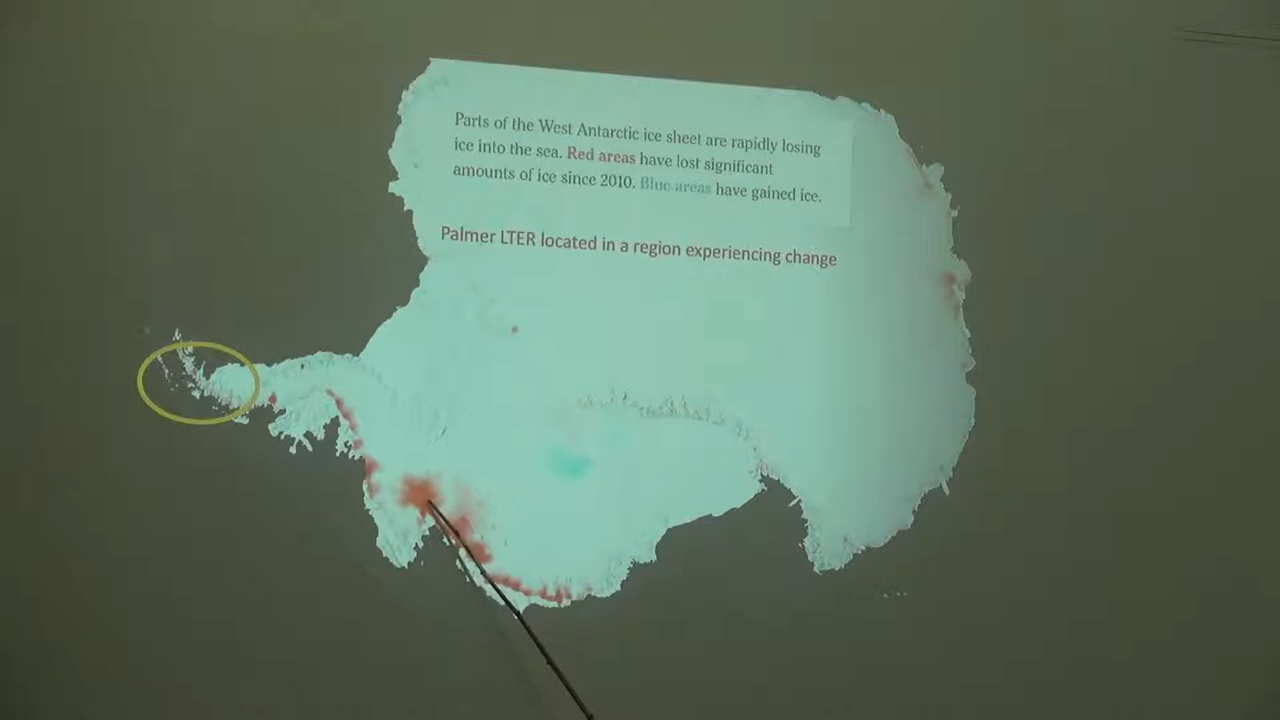 Parts of the West Antarctic ice sheet are rapidly losing
ice into the sea. Red areas have lost significant
amounts of ice since 2010. Blue areas have gained ice.
Palmer LTER located in a region experiencing change